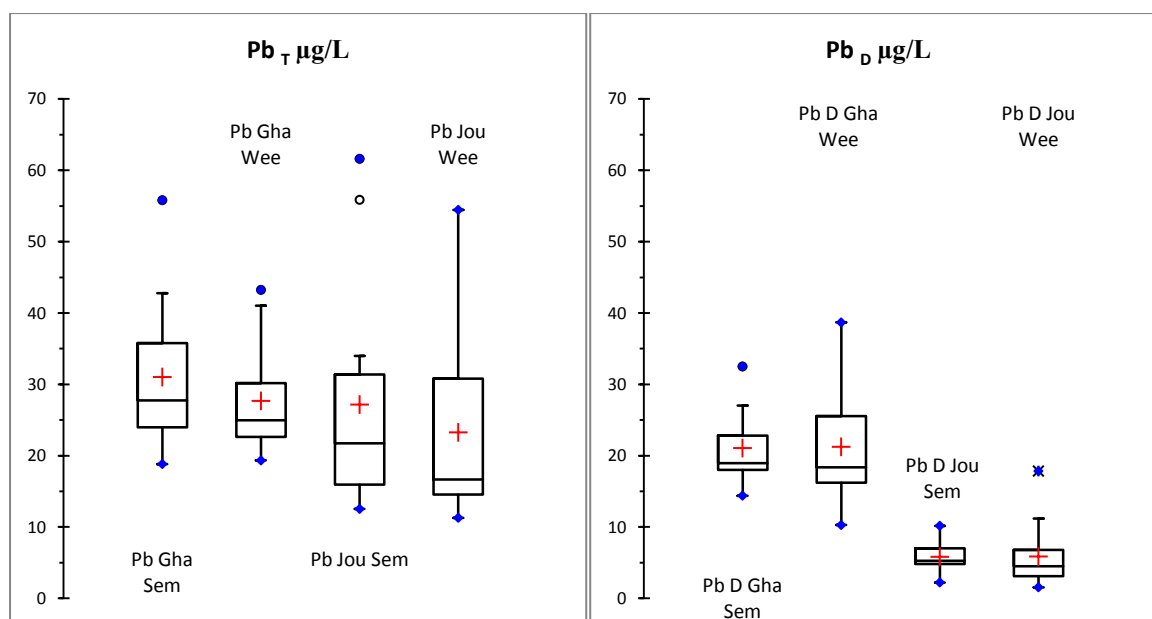 Pb T µg/L
70
60
50
40
30
20
10
0
Pb Gha
Wee
Pb Jou
Wee
Pb Gha
Sem
Pb Jou Sem
Pb D µg/L
70
60
50
40
30
20
10
0
Pb D Gha
Wee
Pb D Jou
Wee
Pb D Jou
Sem
Pb D Gha
Sem